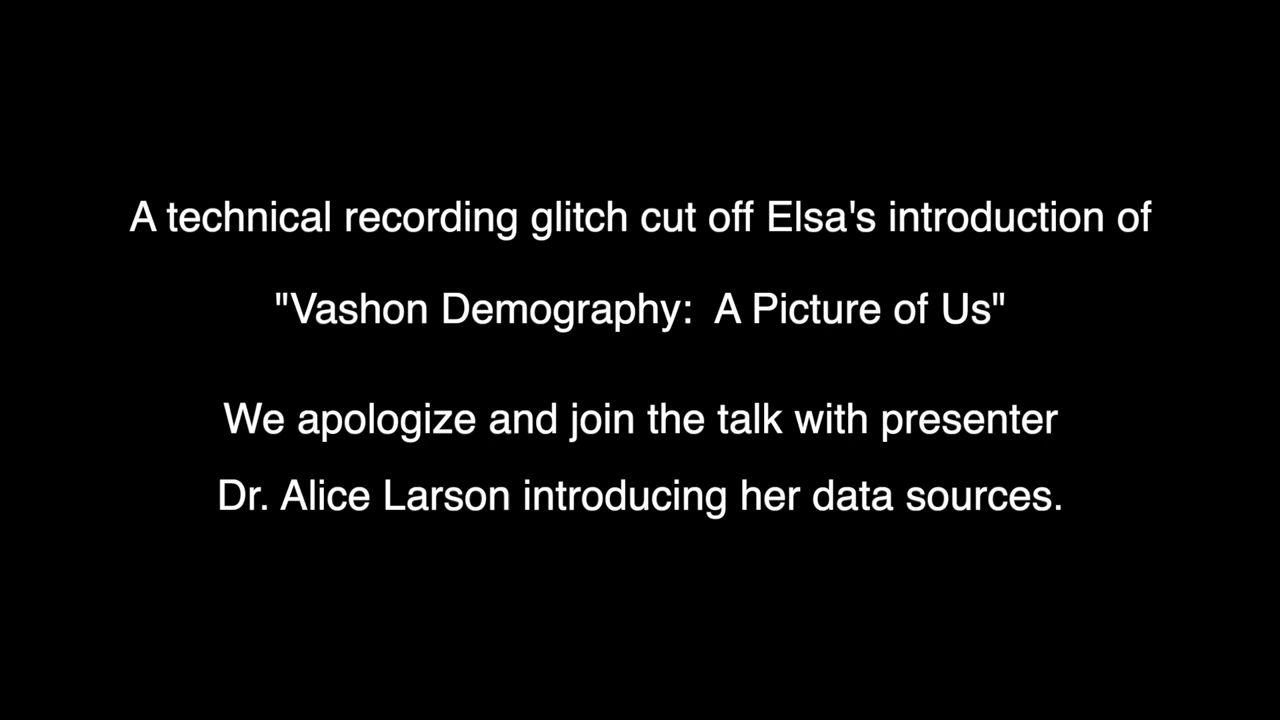 A technical recording glitch cut off Elsa's introduction of
"Vashon Demography:  A Picture of Us"
We apologize and join the talk with presenter
Dr. Alice Larson introducing her data sources.